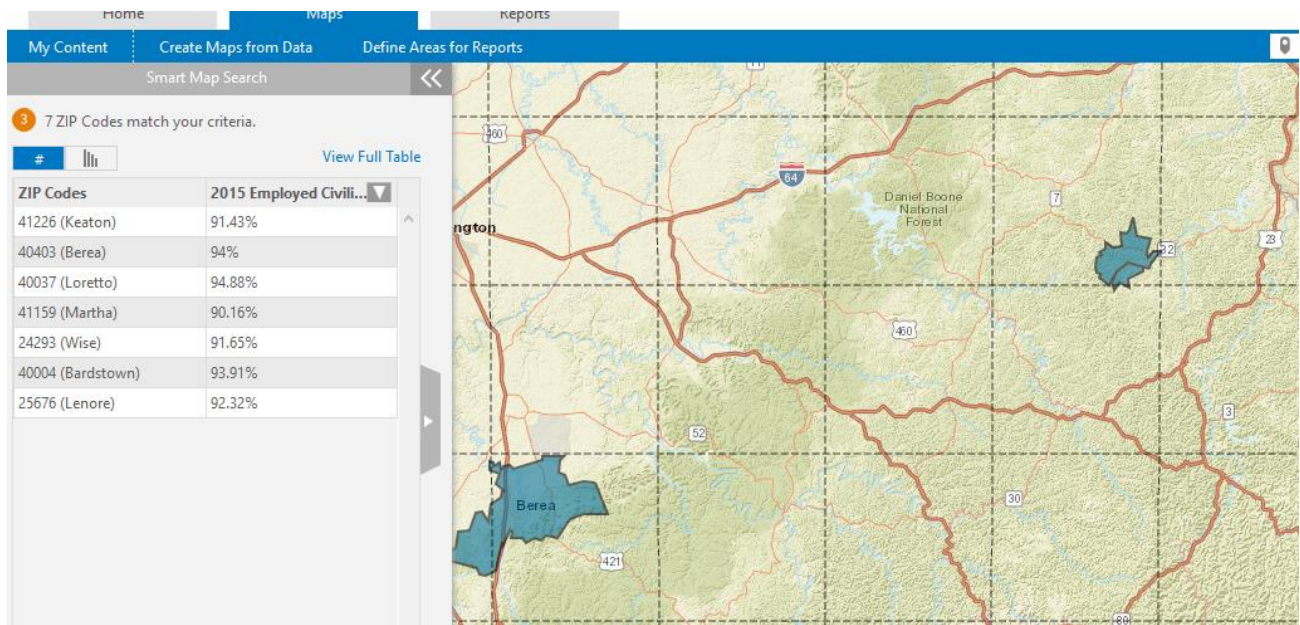 Home Maps Reports
My Content Create Maps from Data Define Areas for Reports
Smart Map Search
3 7 ZIP Codes match your criteria.
# View Full Table
ZIP Codes 2015 Employed Civili...
41226 (Keaton) 91.43%
40403 (Berea) 94%
40037 (Loretto) 94.88%
41159 (Martha) 90.16%
24293 (Wise) 91.65%
40004 (Bardstown) 93.91%
25676 (Lenore) 92.32%
460
64
Daniel Boone
National
Forest
7
ngton
32
23
460
3
52
Berea
30
421
80